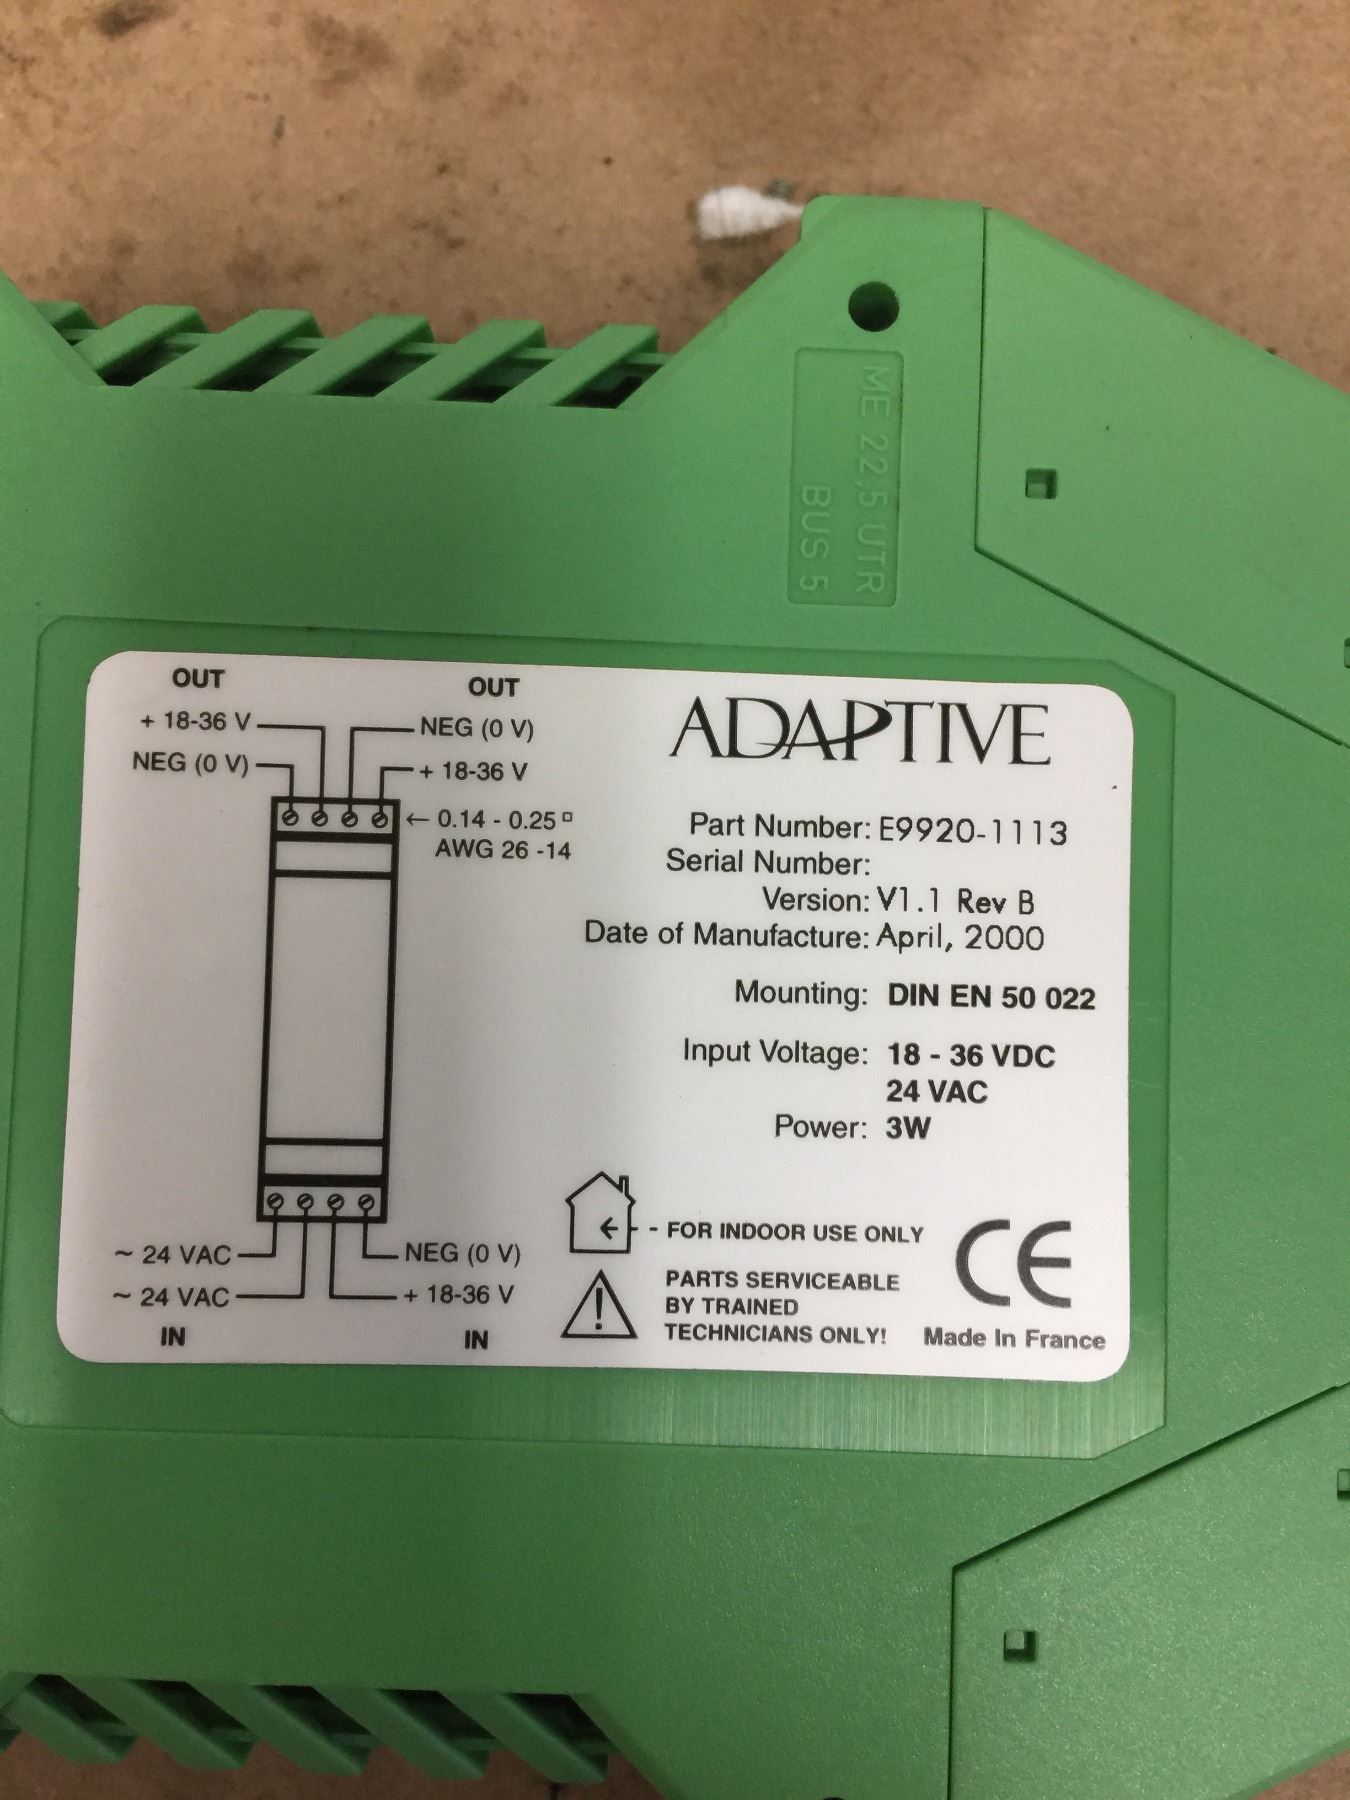 ME 22,5 UTR
BUS 5
OUT
OUT
+ 18-36 V
NEG (0 V)
NEG (0 V)
+ 18-36 V
← 0.14 - 0.25 □
AWG 26 -14
ADAPTIVE
Part Number: E9920-1113
Serial Number:
Version: V1.1 Rev B
Date of Manufacture: April, 2000
Mounting: DIN EN 50 022
Input Voltage: 18 - 36 VDC
24 VAC
Power: 3W
~ 24 VAC
NEG (0 V)
~ 24 VAC
+ 18-36 V
IN
IN
- FOR INDOOR USE ONLY
PARTS SERVICEABLE
BY TRAINED
TECHNICIANS ONLY!
CE
Made In France